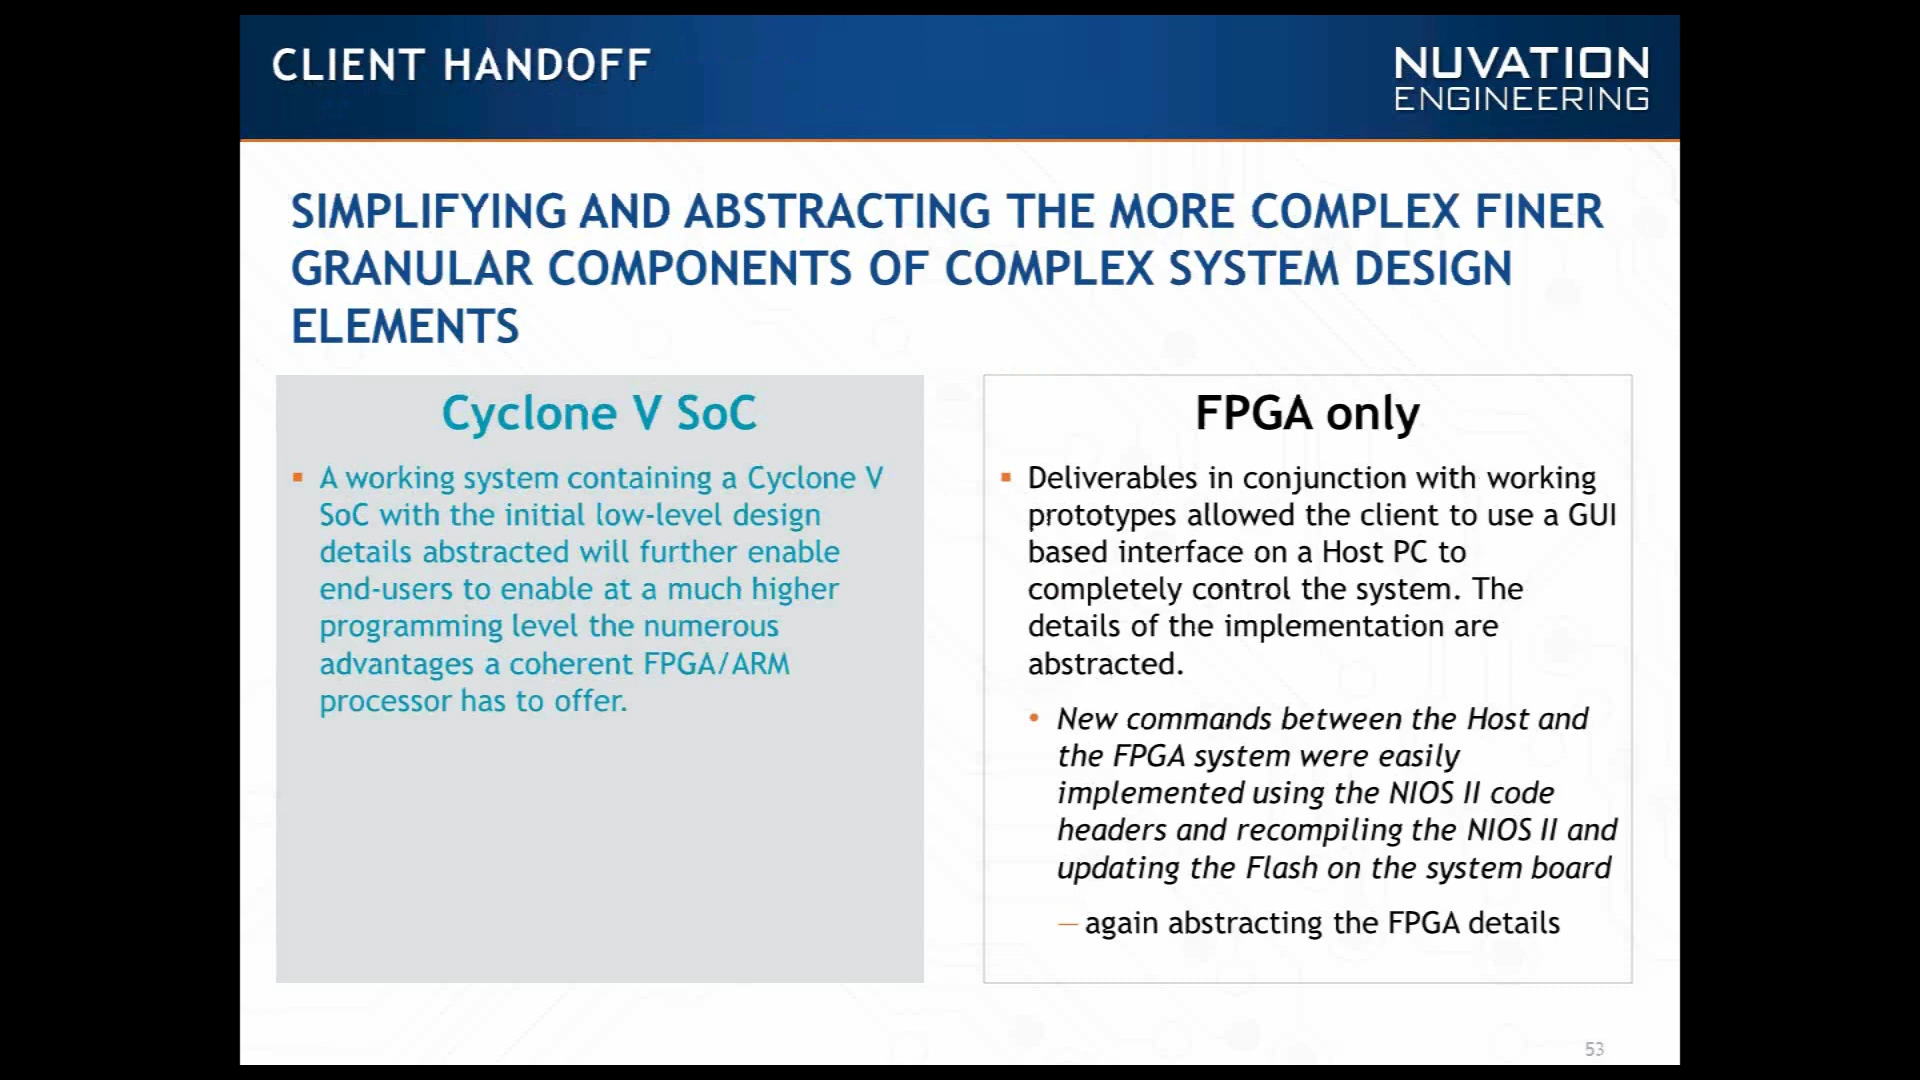 CLIENT HANDOFF
NUVATION
ENGINEERING
SIMPLIFYING AND ABSTRACTING THE MORE COMPLEX FINER
GRANULAR COMPONENTS OF COMPLEX SYSTEM DESIGN
ELEMENTS
Cyclone V SoC
▪ A working system containing a Cyclone V
SoC with the initial low-level design
details abstracted will further enable
end-users to enable at a much higher
programming level the numerous
advantages a coherent FPGA/ARM
processor has to offer.
FPGA only
▪ Deliverables in conjunction with working
prototypes allowed the client to use a GUI
based interface on a Host PC to
completely control the system. The
details of the implementation are
abstracted.
• New commands between the Host and
the FPGA system were easily
implemented using the NIOS II code
headers and recompiling the NIOS II and
updating the Flash on the system board
— again abstracting the FPGA details
53